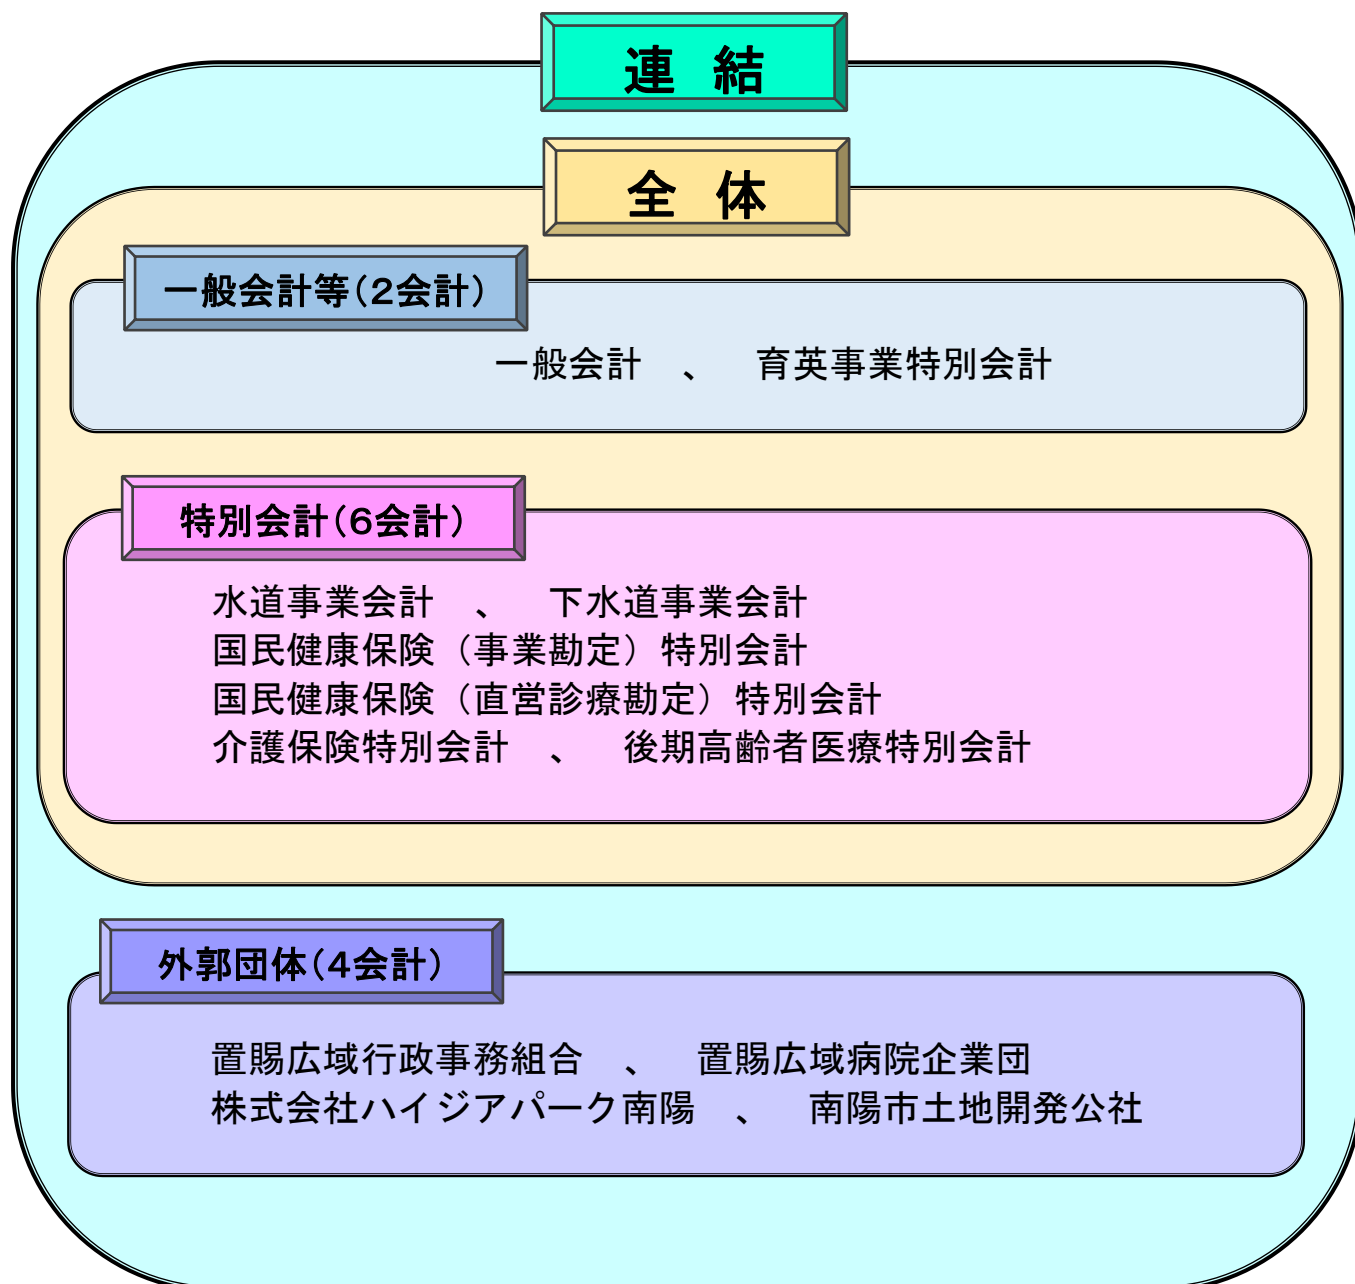 連　結
全　体
一般会計等(2会計)
一般会計　、　育英事業特別会計
特別会計(6会計)
水道事業会計　、　下水道事業会計
国民健康保険（事業勘定）特別会計
国民健康保険（直営診療勘定）特別会計
介護保険特別会計　、　後期高齢者医療特別会計
外郭団体(4会計)
置賜広域行政事務組合　、　置賜広域病院企業団
株式会社ハイジアパーク南陽　、　南陽市土地開発公社